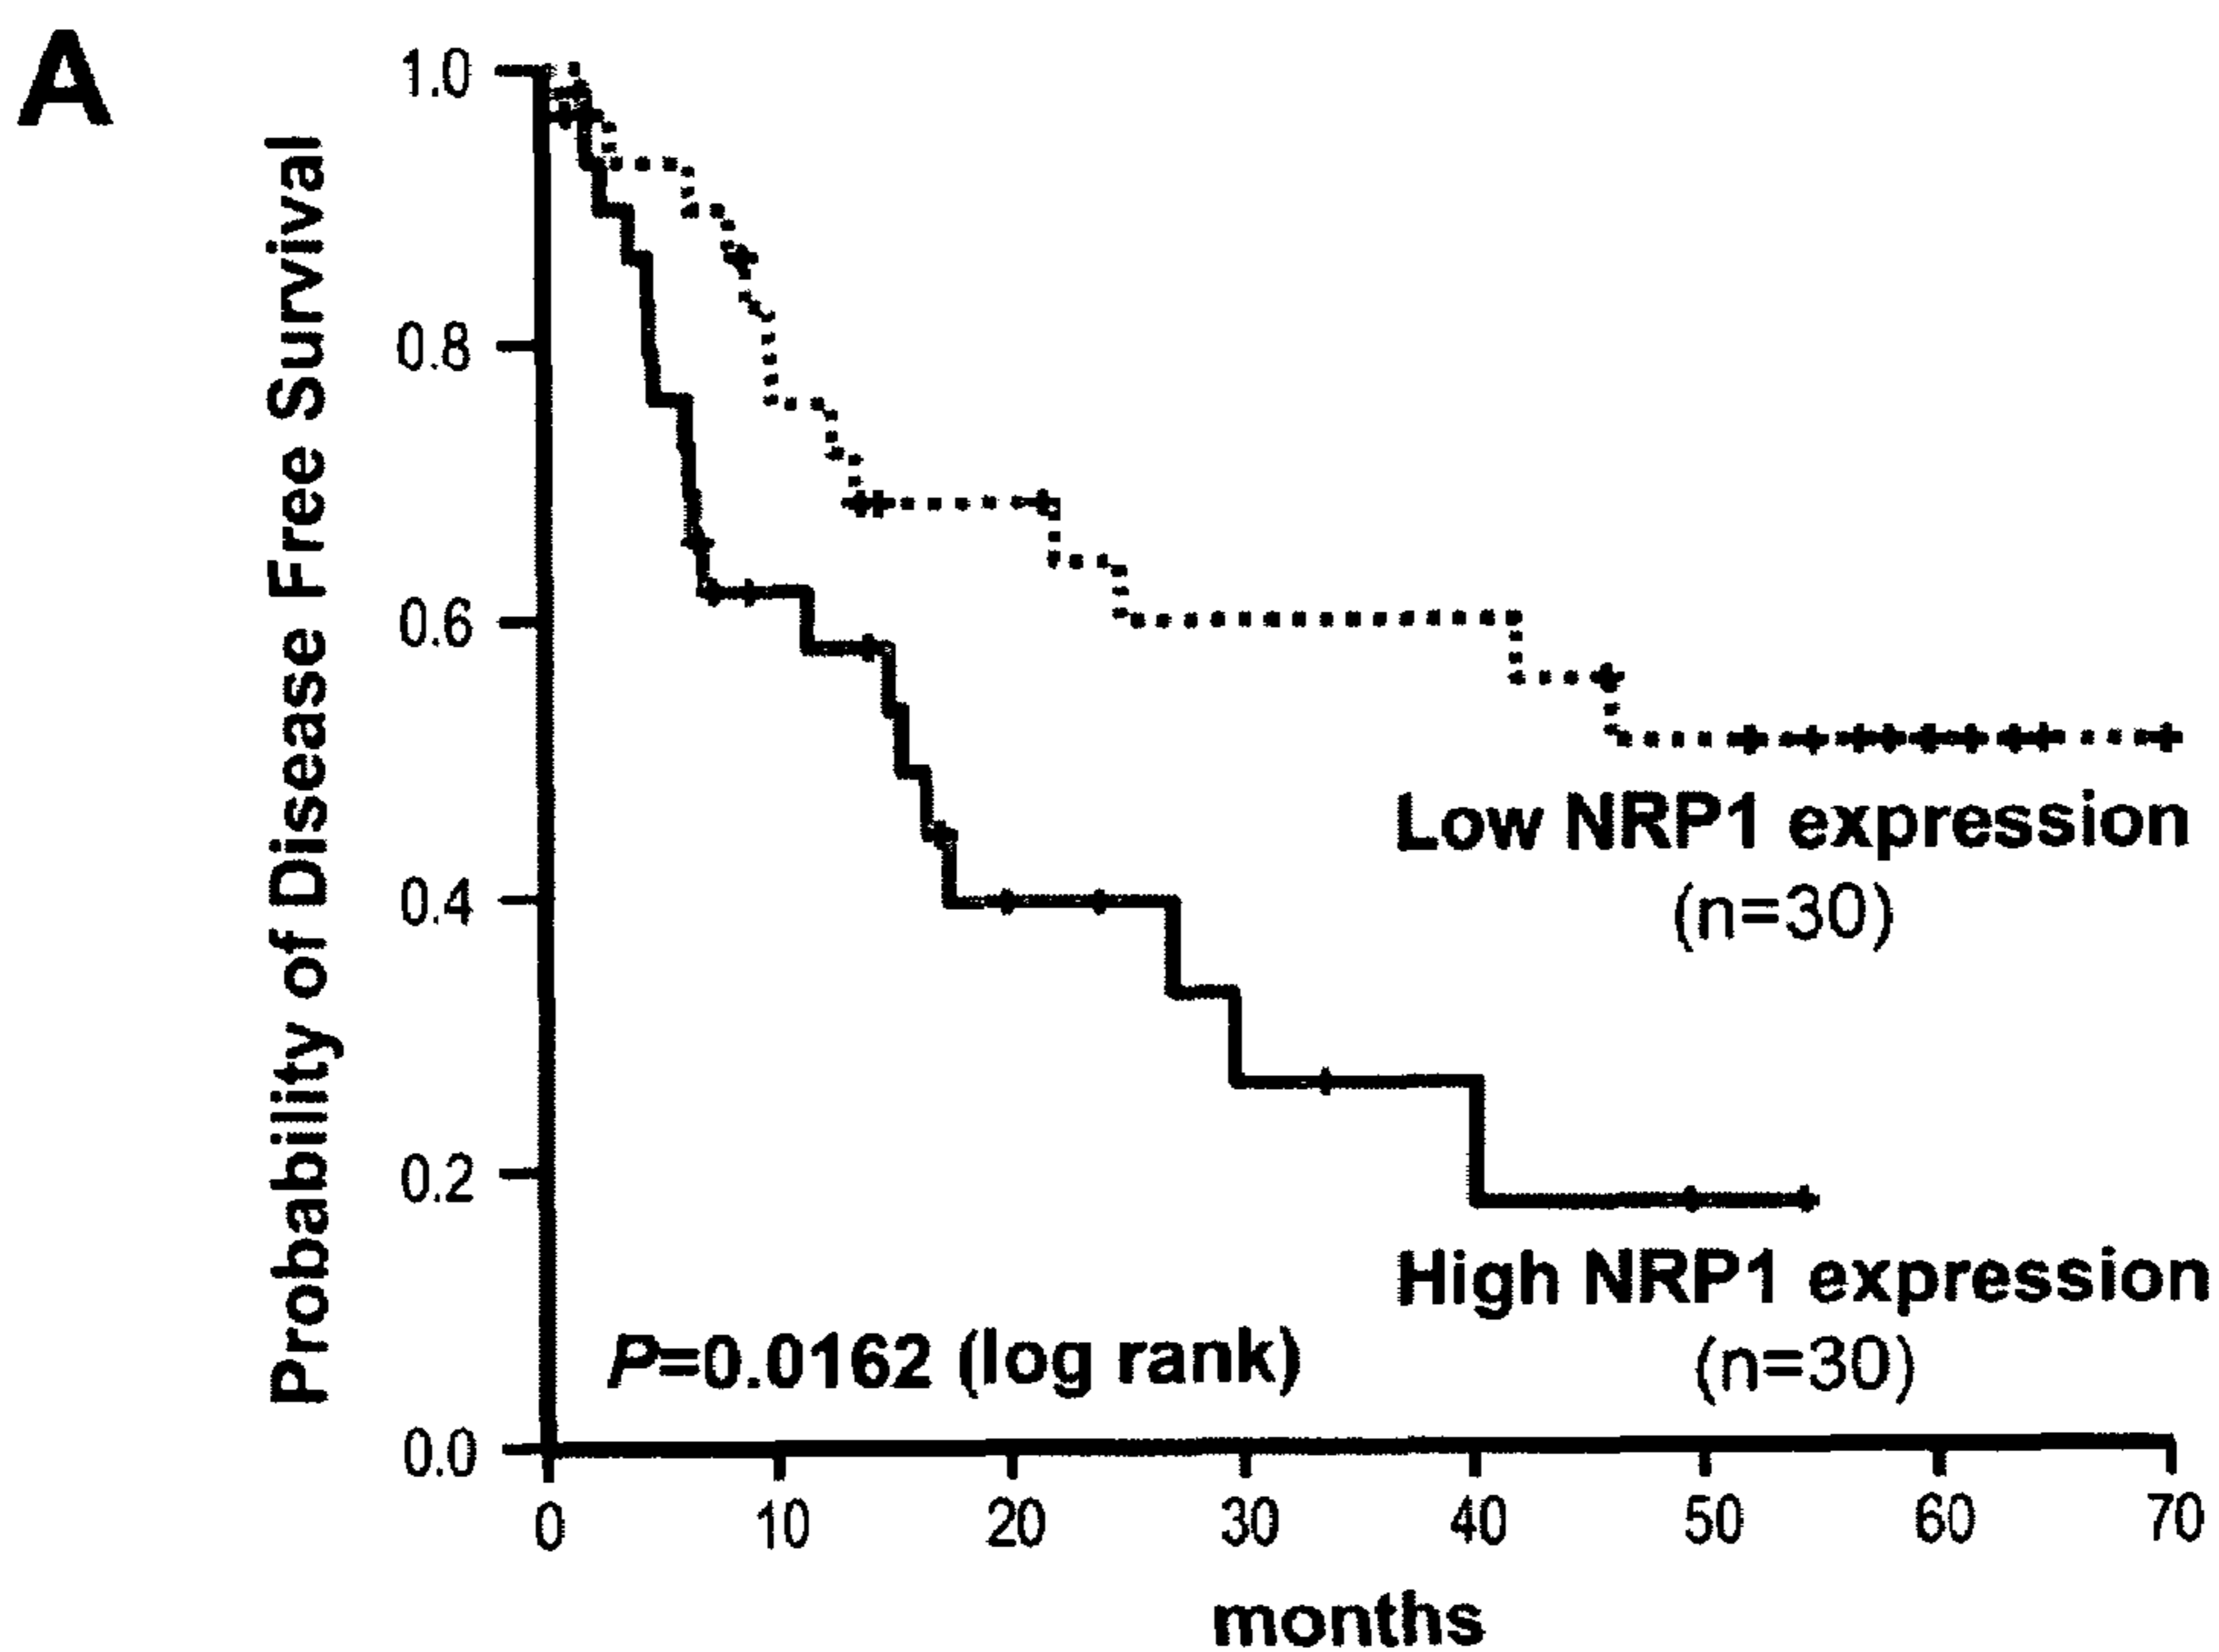 A
Probability of Disease Free Survival
1.0
0.8
0.6
0.4
0.2
0.0
Low NRP1 expression
(n=30)
High NRP1 expression
(n=30)
P=0.0162 (log rank)
0 10 20 30 40 50 60 70
months